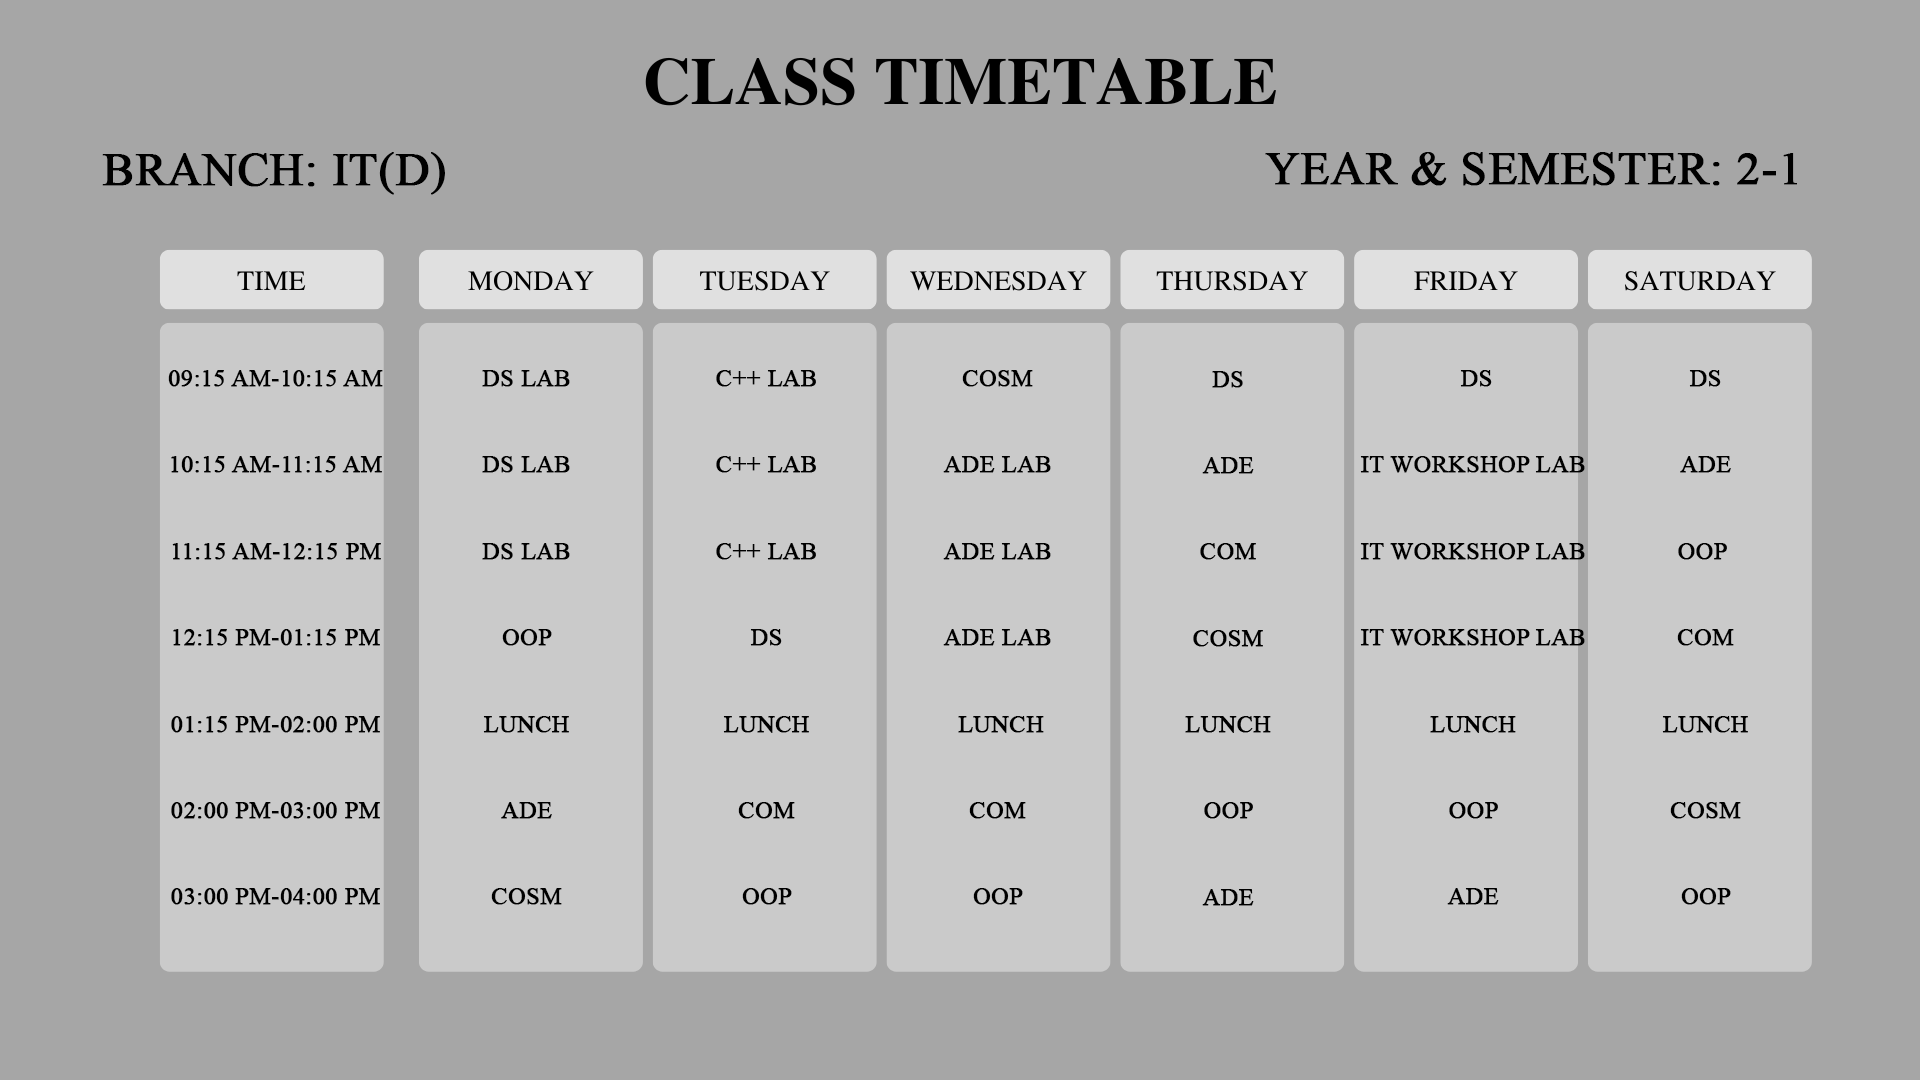 CLASS TIMETABLE
BRANCH: IT(D) YEAR & SEMESTER: 2-1
TIME MONDAY TUESDAY WEDNESDAY THURSDAY FRIDAY SATURDAY
09:15 AM-10:15 AM DS LAB C++ LAB COSM DS DS DS
10:15 AM-11:15 AM DS LAB C++ LAB ADE LAB ADE IT WORKSHOP LAB ADE
11:15 AM-12:15 PM DS LAB C++ LAB ADE LAB COM IT WORKSHOP LAB OOP
12:15 PM-01:15 PM OOP DS ADE LAB COSM IT WORKSHOP LAB COM
01:15 PM-02:00 PM LUNCH LUNCH LUNCH LUNCH LUNCH LUNCH
02:00 PM-03:00 PM ADE COM COM OOP OOP COSM
03:00 PM-04:00 PM COSM OOP OOP ADE ADE OOP